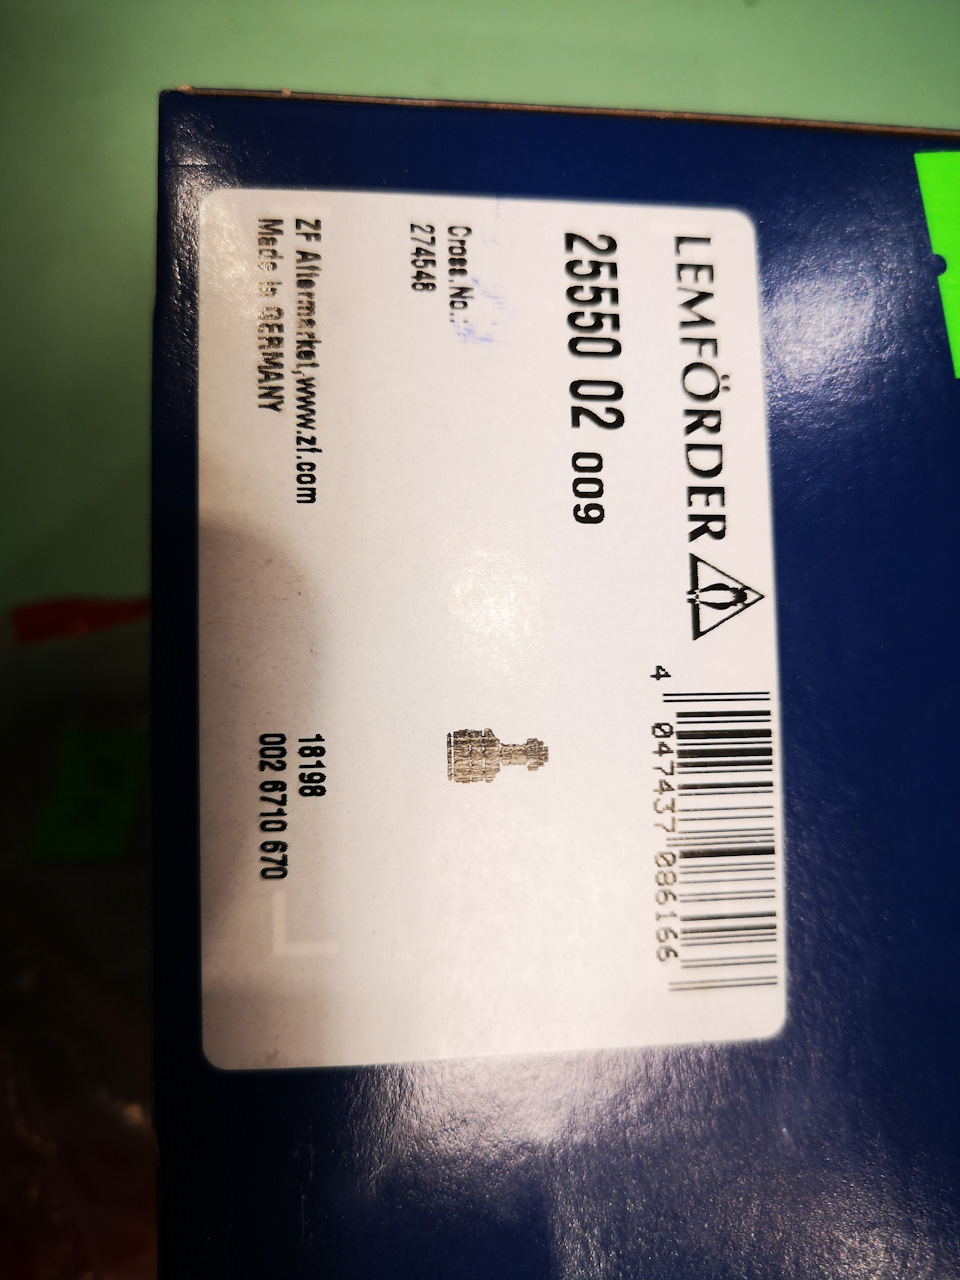 LEMFÖRDER
4 047437 086166
25550 02 009
Cross.No.:
274548
ZF Aftermarket,www.zf.com
Made in GERMANY
18198
002 6710 670